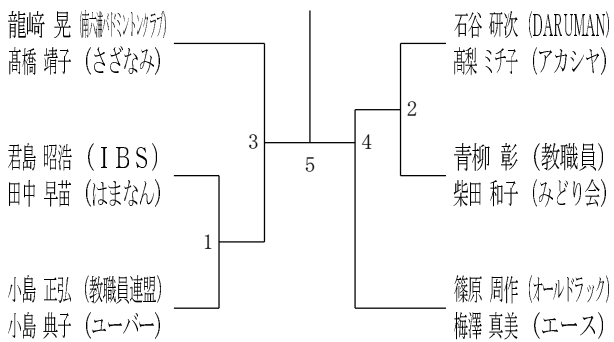 龍﨑 晃 (南六浦バドミントンクラブ)
髙橋 靖子 (さざなみ)
君島 昭浩 (ＩＢＳ)
田中 早苗 (はまなん)
小島 正弘 (教職員連盟)
小島 典子 (ユーバー)
3
1
5
4
2
石谷 研次 (DARUMAN)
髙梨 ミチ子 (アカシヤ)
青柳 彰 (教職員)
柴田 和子 (みどり会)
篠原 周作 (オールドラック)
梅澤 真美 (エース)